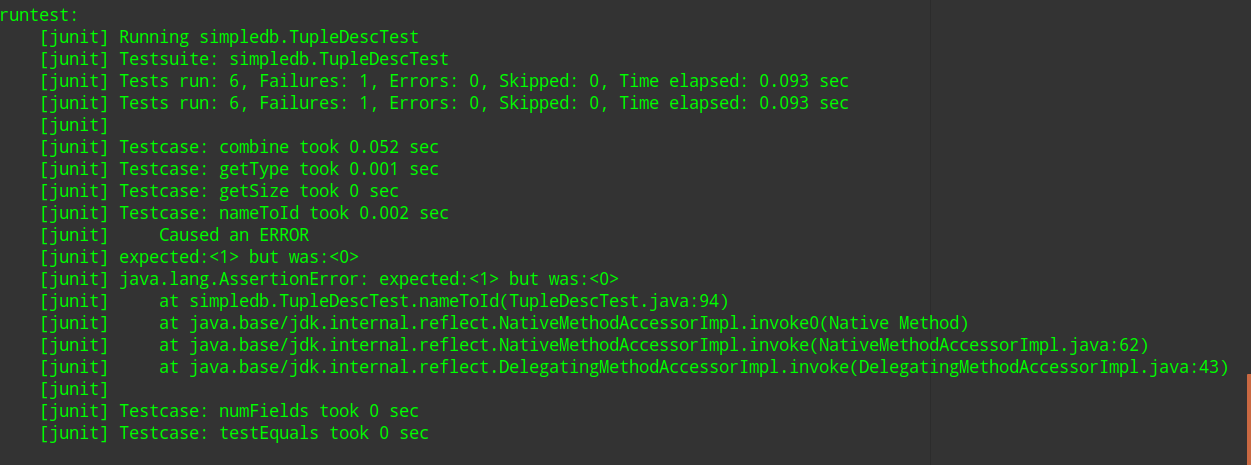 runtest:
[junit] Running simpledb.TupleDescTest
[junit] Testsuite: simpledb.TupleDescTest
[junit] Tests run: 6, Failures: 1, Errors: 0, Skipped: 0, Time elapsed: 0.093 sec
[junit] Tests run: 6, Failures: 1, Errors: 0, Skipped: 0, Time elapsed: 0.093 sec
[junit]
[junit] Testcase: combine took 0.052 sec
[junit] Testcase: getType took 0.001 sec
[junit] Testcase: getSize took 0 sec
[junit] Testcase: nameToId took 0.002 sec
[junit]     Caused an ERROR
[junit] expected:<1> but was:<0>
[junit] java.lang.AssertionError: expected:<1> but was:<0>
[junit]     at simpledb.TupleDescTest.nameToId(TupleDescTest.java:94)
[junit]     at java.base/jdk.internal.reflect.NativeMethodAccessorImpl.invoke0(Native Method)
[junit]     at java.base/jdk.internal.reflect.NativeMethodAccessorImpl.invoke(NativeMethodAccessorImpl.java:62)
[junit]     at java.base/jdk.internal.reflect.DelegatingMethodAccessorImpl.invoke(DelegatingMethodAccessorImpl.java:43)
[junit]
[junit] Testcase: numFields took 0 sec
[junit] Testcase: testEquals took 0 sec